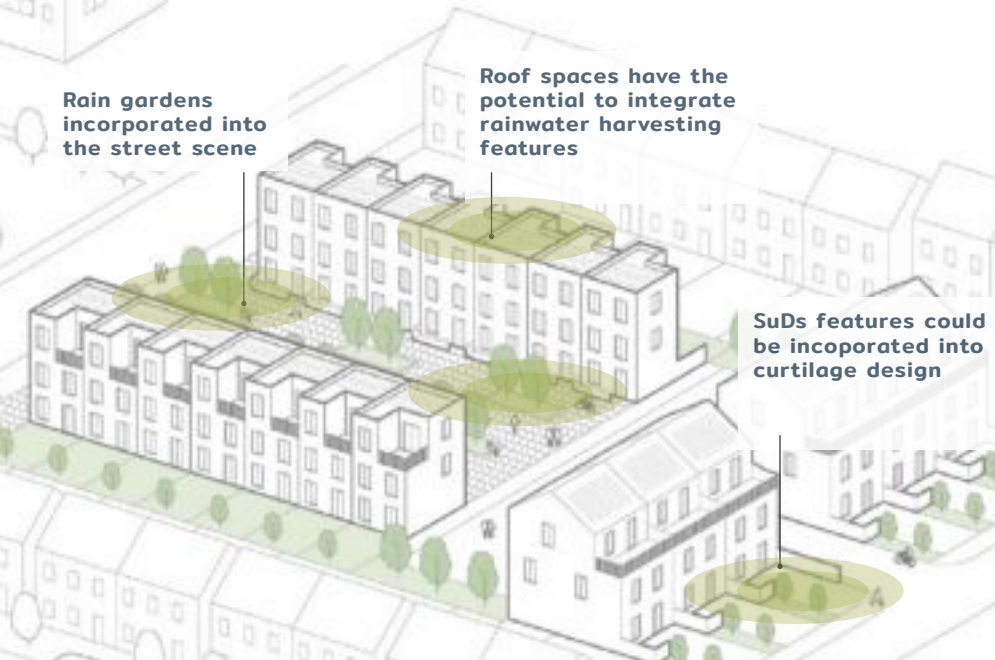 Rain gardens
incorporated into
the street scene
Roof spaces have the
potential to integrate
rainwater harvesting
features
SuDs features could
be incoporated into
curtilage design